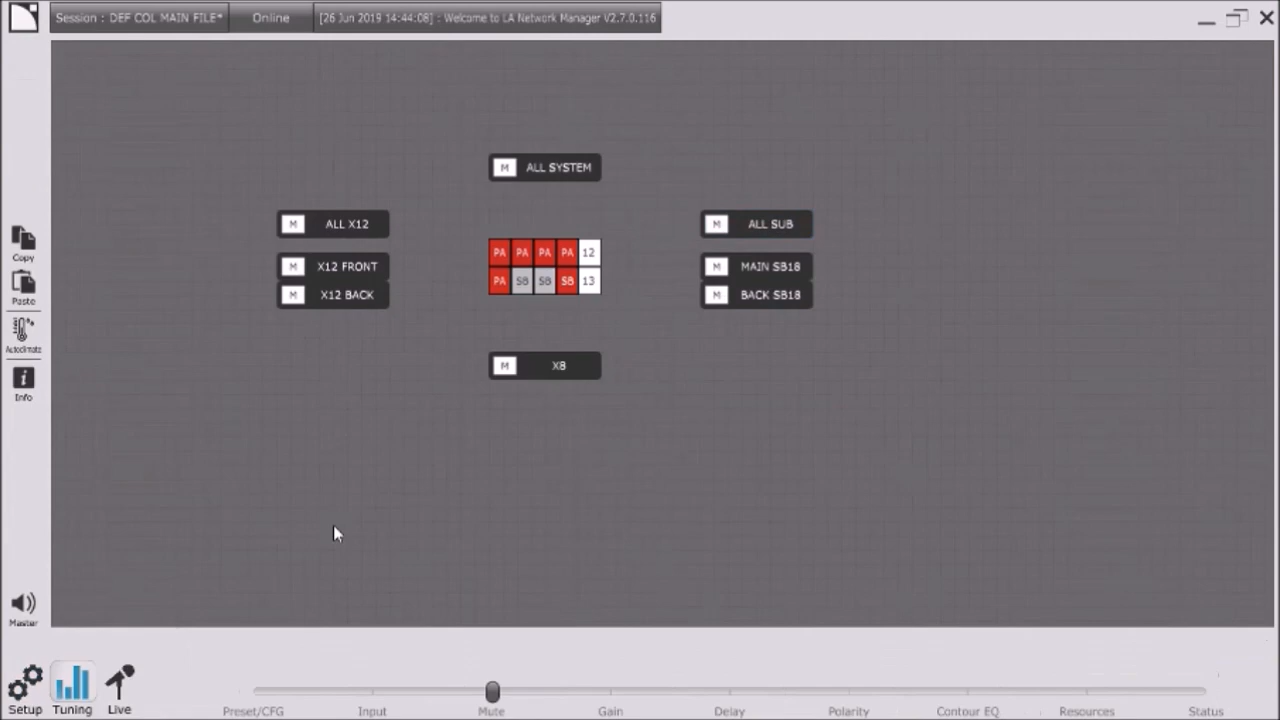 Session : DEF COL MAIN FILE*
Online
[26 Jun 2019 14:44:08] : Welcome to LA Network Manager V2.7.0.116
M ALL SYSTEM
M ALL X12
M ALL SUB
PA PA PA PA 12
M X12 FRONT
M MAIN SB18
PA SB SB SB 13
M X12 BACK
M BACK SB18
M X8
Copy
Paste
Autoclimate
Info
Master
Setup
Tuning
Live
Preset/CFG
Input
Mute
Gain
Delay
Polarity
Contour EQ
Resources
Status